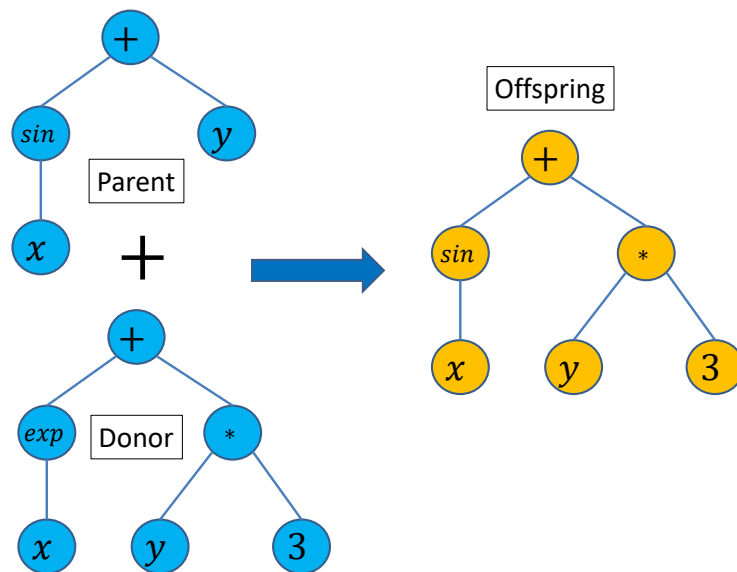 +
sin
y
Parent
x
+
+
exp
Donor
*
x
y
3
Offspring
+
sin
*
x
y
3